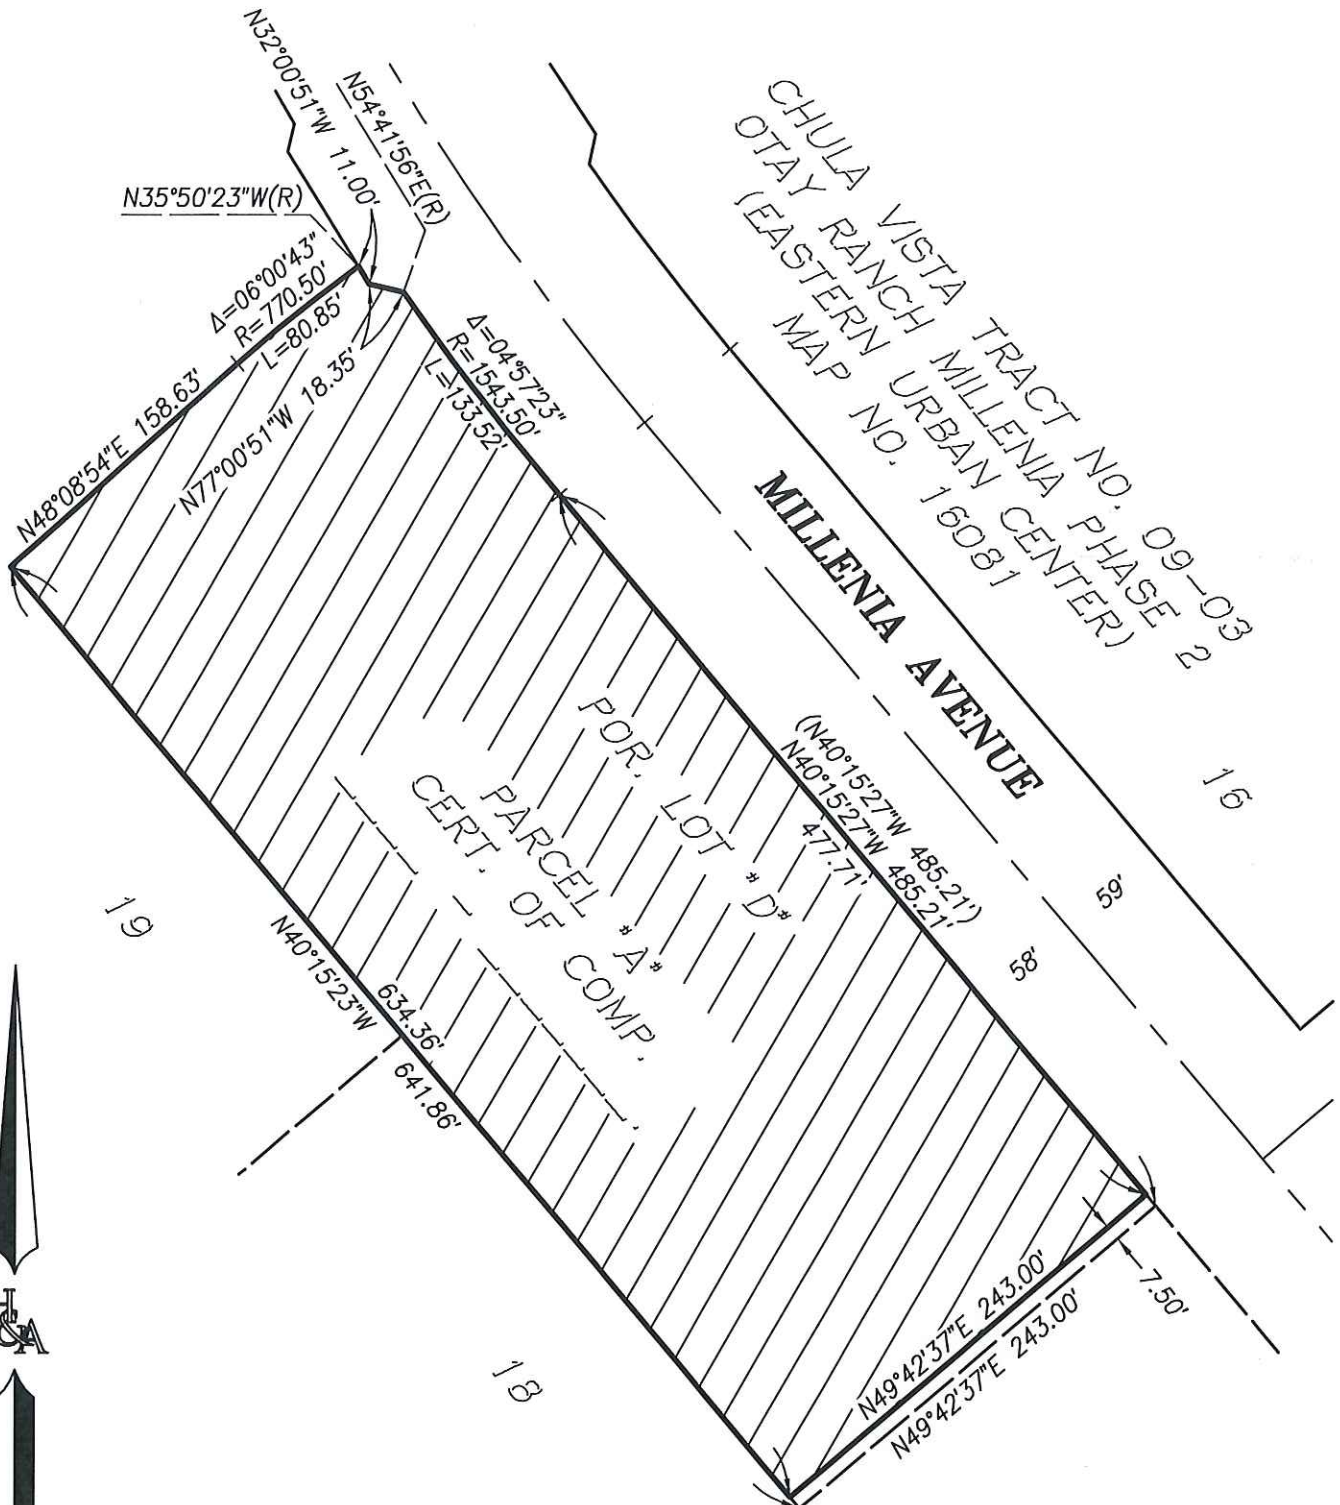 N32°00'51"W 11.00'
N54°41'56"E(R)
N35°50'23"W(R)
Δ=06°00'43"
R=770.50'
L=80.85'
N48°08'54"E 158.63'
N77°00'51"W 18.35'
Δ=04°57'23"
R=1543.50'
L=133.52'
CHULA VISTA TRACT NO. 09-03
OTAY RANCH MILLENIA PHASE 2
(EASTERN URBAN CENTER)
MAP NO. 16081
MILLENIA AVENUE
(N40°15'27"W 485.21')
N40°15'27"W 485.21'
477.71'
POR. LOT "D"
PARCEL "A"
CERT. OF COMP.
16
59'
58'
19
N40°15'23"W
634.36'
641.86'
18
N49°42'37"E 243.00'
N49°42'37"E 243.00'
7.50'